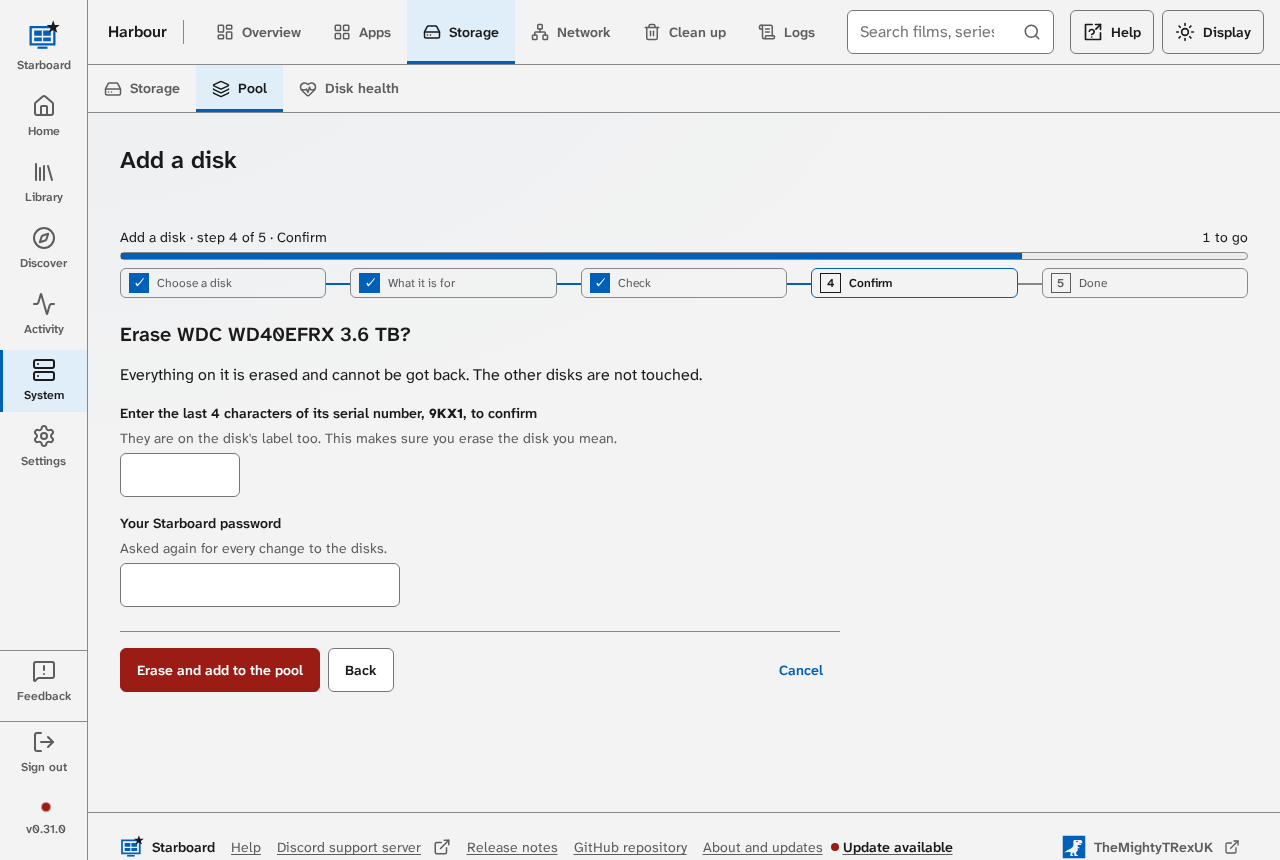 Starboard
Home
Library
Discover
Activity
System
Settings
Feedback
Sign out
v0.31.0
Harbour
Overview
Apps
Storage
Network
Clean up
Logs
Search films, series
Help
Display
Storage
Pool
Disk health
Add a disk
Add a disk · step 4 of 5 · Confirm
1 to go
✓ Choose a disk
✓ What it is for
✓ Check
4 Confirm
5 Done
Erase WDC WD40EFRX 3.6 TB?
Everything on it is erased and cannot be got back. The other disks are not touched.
Enter the last 4 characters of its serial number, 9KX1, to confirm
They are on the disk's label too. This makes sure you erase the disk you mean.
Your Starboard password
Asked again for every change to the disks.
Erase and add to the pool
Back
Cancel
Starboard
Help
Discord support server
Release notes
GitHub repository
About and updates
Update available
TheMightyTRexUK